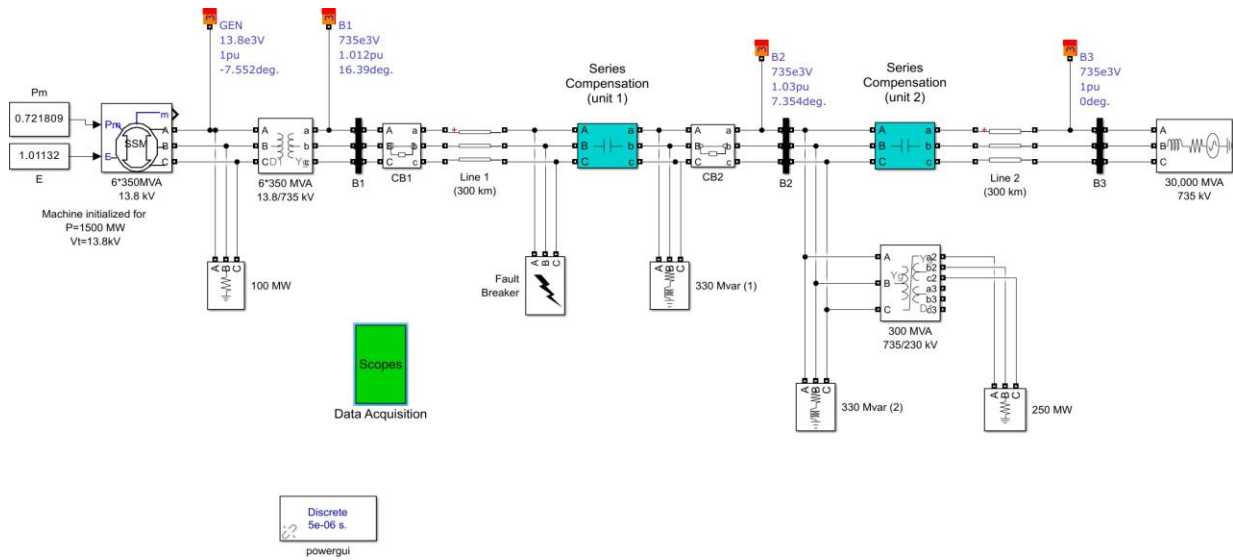 GEN
13.8e3V
1pu
-7.552deg.
B1
735e3V
1.012pu
16.39deg.
Series
Compensation
(unit 1)
B2
735e3V
1.03pu
7.354deg.
Series
Compensation
(unit 2)
B3
735e3V
1pu
0deg.
Pm
0.721809
1.01132
E
Pm
E
m
SSM
A
B
C
6*350MVA
13.8 kV
Machine initialized for
P=1500 MW
Vt=13.8kV
A
B
C
D1
Yg
a
b
c
6*350 MVA
13.8/735 kV
B1
A
B
C
a
b
c
CB1
+
Line 1
(300 km)
A
B
C
a
b
c
A
B
C
a
b
c
CB2
B2
A
B
C
a
b
c
+
Line 2
(300 km)
B3
A
B
C
30,000 MVA
735 kV
A B C
100 MW
A B C
Fault
Breaker
A B C
330 Mvar (1)
A
B
C
Yg
Yg
D1
a2
b2
c2
a3
b3
c3
300 MVA
735/230 kV
A B C
330 Mvar (2)
A B C
250 MW
Scopes
Data Acquisition
Discrete
5e-06 s.
powergui